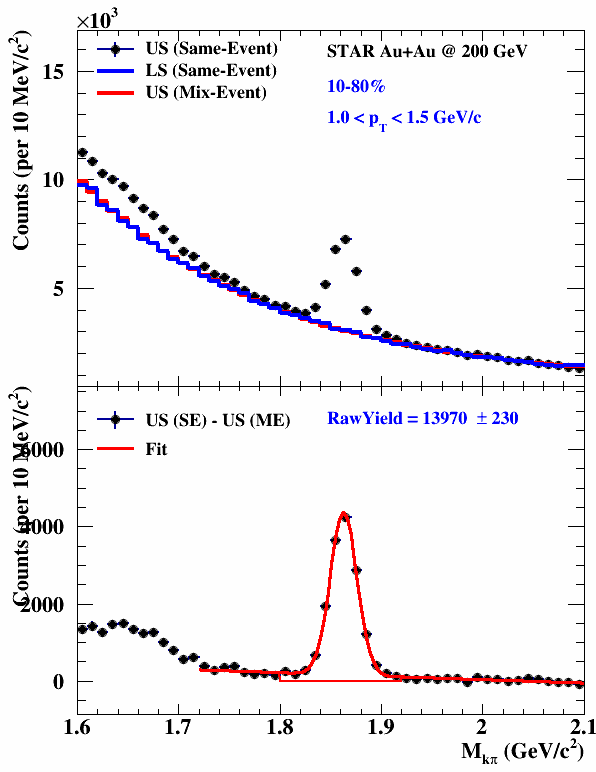 ×10³
US (Same-Event)
LS (Same-Event)
US (Mix-Event)
STAR Au+Au @ 200 GeV
10-80%
1.0 < p_T < 1.5 GeV/c
Counts (per 10 MeV/c²)
15
10
5
US (SE) - US (ME)
Fit
RawYield = 13970 ± 230
Counts (per 10 MeV/c²)
6000
4000
2000
0
1.6 1.7 1.8 1.9 2 2.1
M_kπ (GeV/c²)